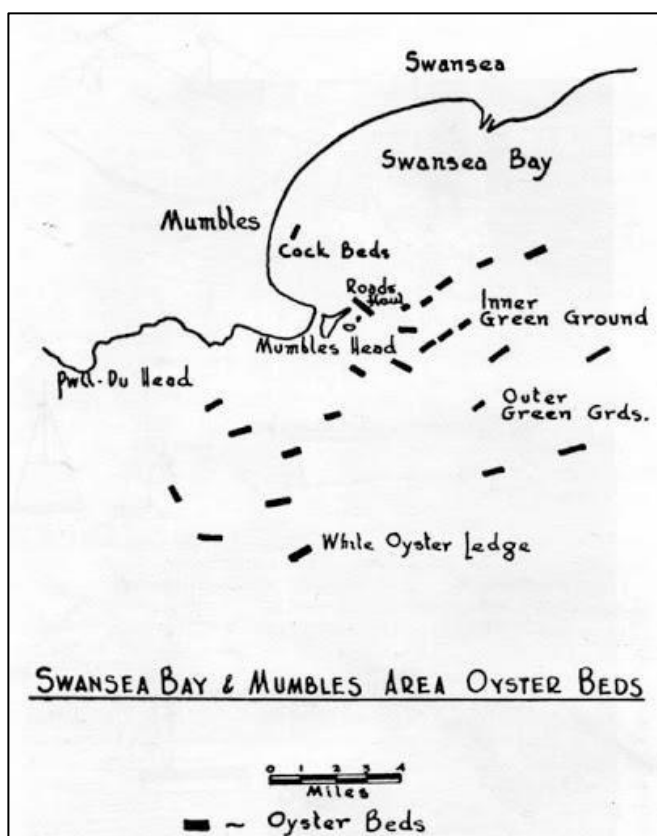 Swansea
Swansea Bay
Mumbles
Cock Beds
Roads
Inner
Green Ground
Mumbles Head
Pwll-Du Head
Outer
Green Grds.
White Oyster Ledge
SWANSEA BAY & MUMBLES AREA OYSTER BEDS
0 1 2 3 4
Miles
~ Oyster Beds